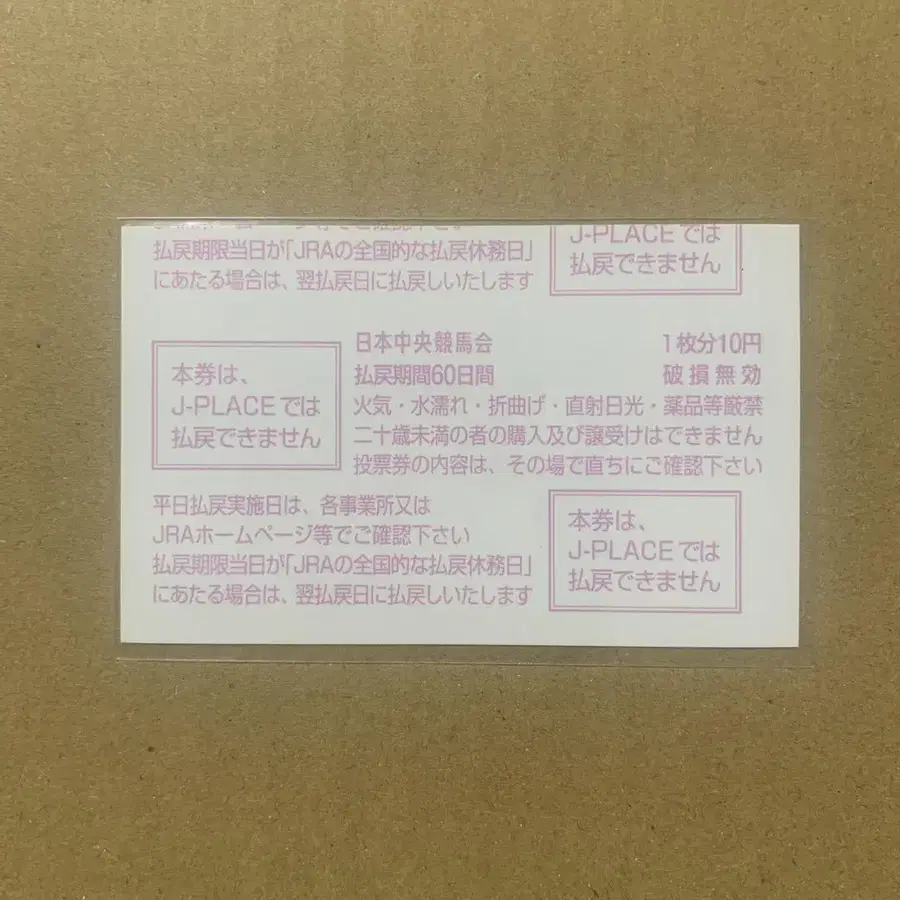 払戻期限当日が「JRAの全国的な払戻休務日」
にあたる場合は、翌払戻日に払戻しいたします
J-PLACEでは
払戻できません
本券は、
J-PLACEでは
払戻できません
日本中央競馬会 1枚分10円
払戻期間60日間 破損無効
火気・水濡れ・折曲げ・直射日光・薬品等厳禁
二十歳未満の者の購入及び譲受けはできません
投票券の内容は、その場で直ちにご確認下さい
平日払戻実施日は、各事業所又は
JRAホームページ等でご確認下さい
払戻期限当日が「JRAの全国的な払戻休務日」
にあたる場合は、翌払戻日に払戻しいたします
本券は、
J-PLACEでは
払戻できません